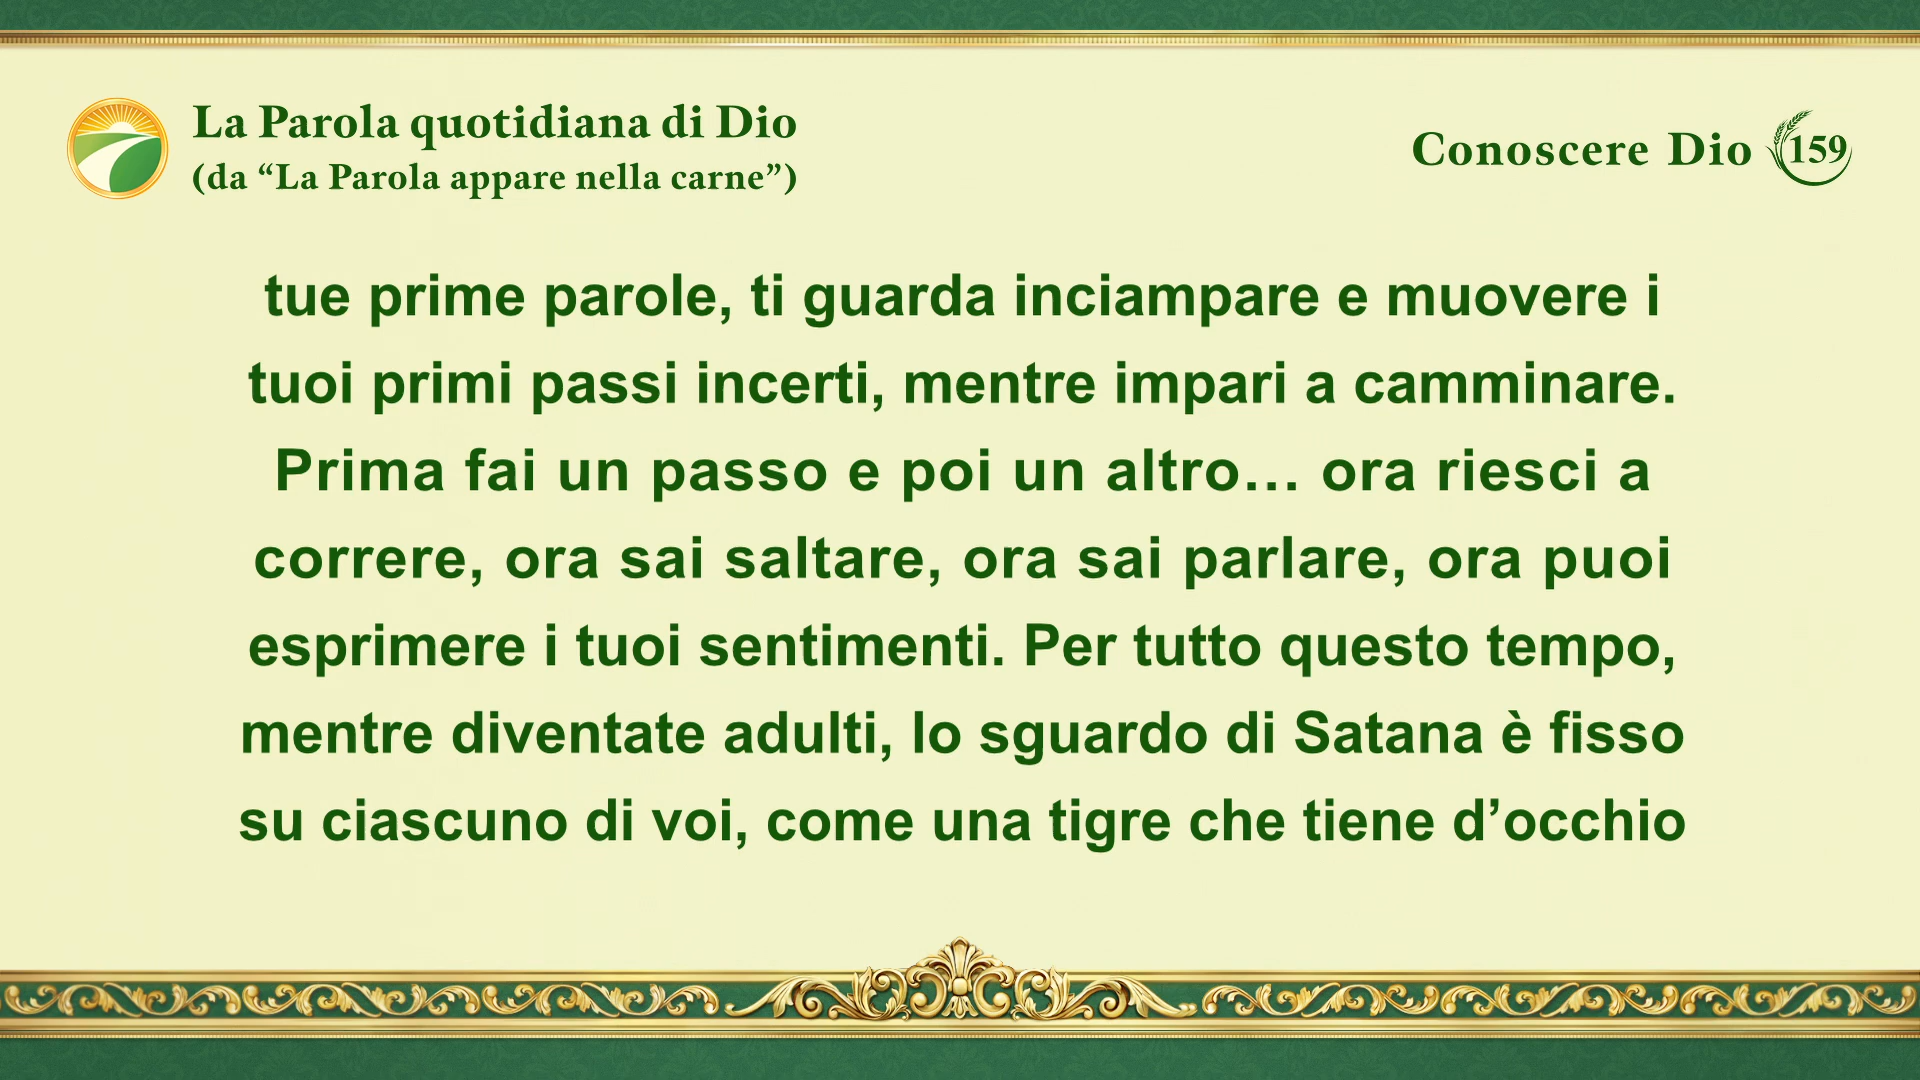 La Parola quotidiana di Dio
(da “La Parola appare nella carne”)
Conoscere Dio 159
tue prime parole, ti guarda inciampare e muovere i
tuoi primi passi incerti, mentre impari a camminare.
Prima fai un passo e poi un altro… ora riesci a
correre, ora sai saltare, ora sai parlare, ora puoi
esprimere i tuoi sentimenti. Per tutto questo tempo,
mentre diventate adulti, lo sguardo di Satana è fisso
su ciascuno di voi, come una tigre che tiene d’occhio